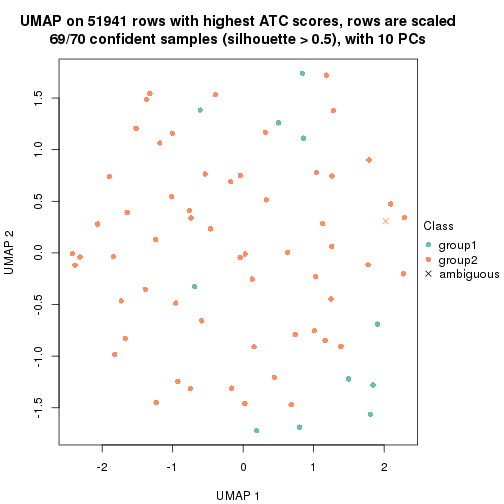 UMAP on 51941 rows with highest ATC scores, rows are scaled
69/70 confident samples (silhouette > 0.5), with 10 PCs
1.5
1.0
0.5
0.0
-0.5
-1.0
-1.5
UMAP 2
-2 -1 0 1 2
UMAP 1
Class
group1
group2
ambiguous